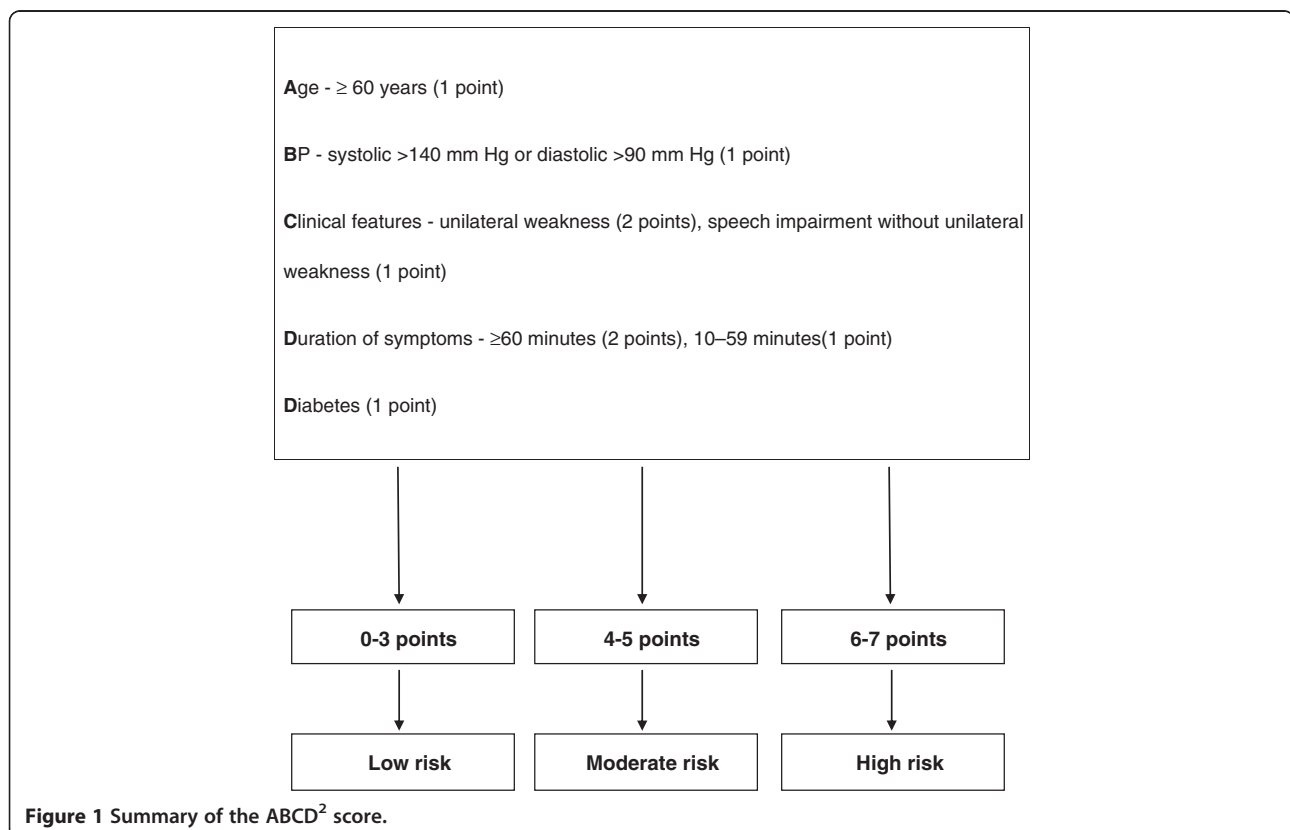 Age - ≥ 60 years (1 point)
BP - systolic >140 mm Hg or diastolic >90 mm Hg (1 point)
Clinical features - unilateral weakness (2 points), speech impairment without unilateral
weakness (1 point)
Duration of symptoms - ≥60 minutes (2 points), 10–59 minutes(1 point)
Diabetes (1 point)
0-3 points
4-5 points
6-7 points
Low risk
Moderate risk
High risk
Figure 1 Summary of the ABCD² score.